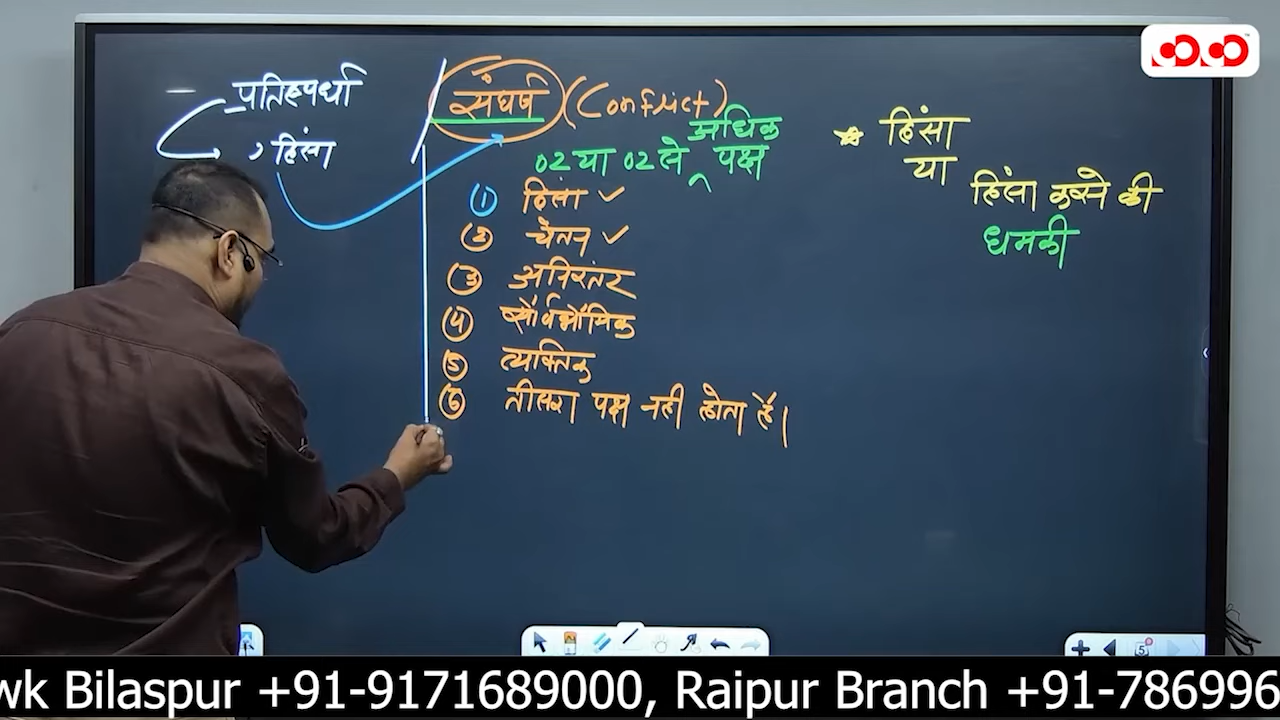 प्रतिस्पर्धा
, हिंसा
संघर्ष (Conflict)
अधिक
02 या 02 से पक्ष
① हिंसा ✓
② चेतन ✓
③ अनिरंतर
④ सार्वभौमिक
⑤ व्यक्तिक
⑥ तीसरा पक्ष नही होता है।
★ हिंसा
या
हिंसा करने की
धमकी
5
wk Bilaspur +91-9171689000, Raipur Branch +91-786996